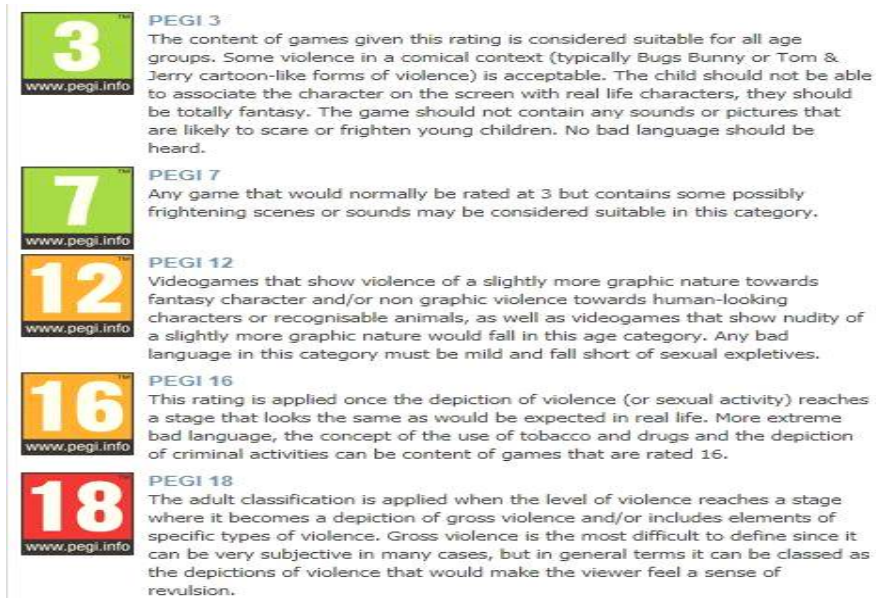 3
TM
www.pegi.info
PEGI 3
The content of games given this rating is considered suitable for all age
groups. Some violence in a comical context (typically Bugs Bunny or Tom &
Jerry cartoon-like forms of violence) is acceptable. The child should not be able
to associate the character on the screen with real life characters, they should
be totally fantasy. The game should not contain any sounds or pictures that
are likely to scare or frighten young children. No bad language should be
heard.
7
TM
www.pegi.info
PEGI 7
Any game that would normally be rated at 3 but contains some possibly
frightening scenes or sounds may be considered suitable in this category.
12
TM
www.pegi.info
PEGI 12
Videogames that show violence of a slightly more graphic nature towards
fantasy character and/or non graphic violence towards human-looking
characters or recognisable animals, as well as videogames that show nudity of
a slightly more graphic nature would fall in this age category. Any bad
language in this category must be mild and fall short of sexual expletives.
16
TM
www.pegi.info
PEGI 16
This rating is applied once the depiction of violence (or sexual activity) reaches
a stage that looks the same as would be expected in real life. More extreme
bad language, the concept of the use of tobacco and drugs and the depiction
of criminal activities can be content of games that are rated 16.
18
TM
www.pegi.info
PEGI 18
The adult classification is applied when the level of violence reaches a stage
where it becomes a depiction of gross violence and/or includes elements of
specific types of violence. Gross violence is the most difficult to define since it
can be very subjective in many cases, but in general terms it can be classed as
the depictions of violence that would make the viewer feel a sense of
revulsion.